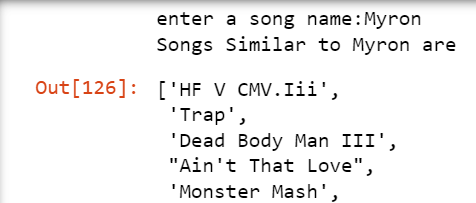 enter a song name:Myron
Songs Similar to Myron are
Out[126]: ['HF V CMV.Iii',
'Trap',
'Dead Body Man III',
"Ain't That Love",
'Monster Mash',